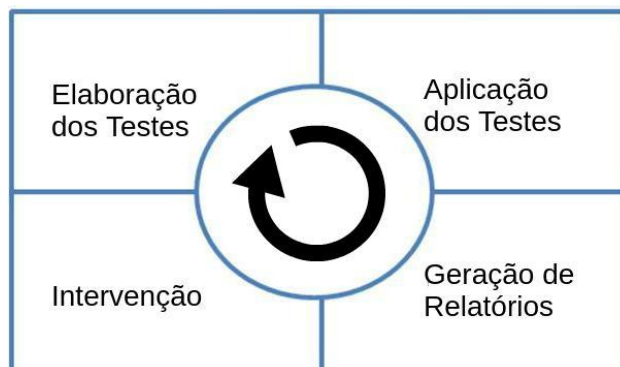 Elaboração
dos Testes
Aplicação
dos Testes
Intervenção
Geração de
Relatórios